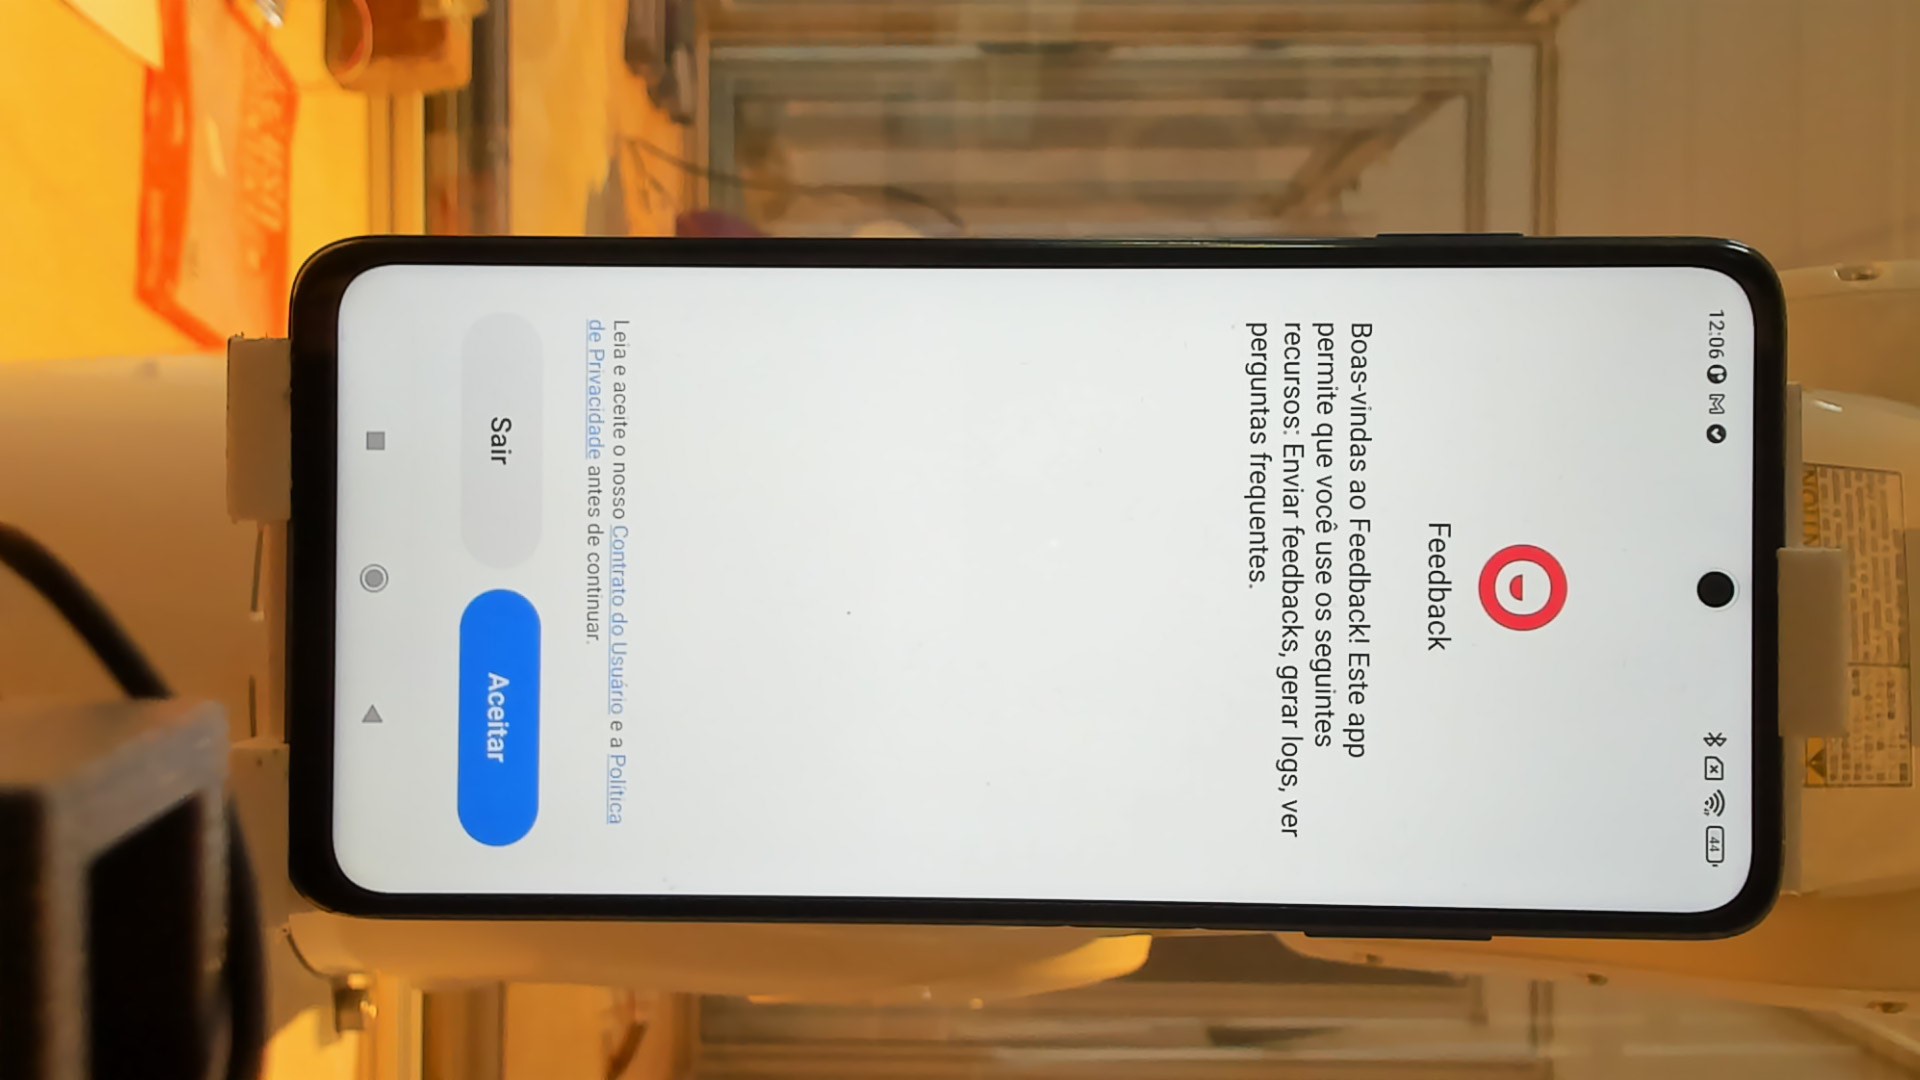 12:06
44
Feedback
Boas-vindas ao Feedback! Este app
permite que você use os seguintes
recursos: Enviar feedbacks, gerar logs, ver
perguntas frequentes.
Leia e aceite o nosso Contrato do Usuário e a Política
de Privacidade antes de continuar.
Sair
Aceitar